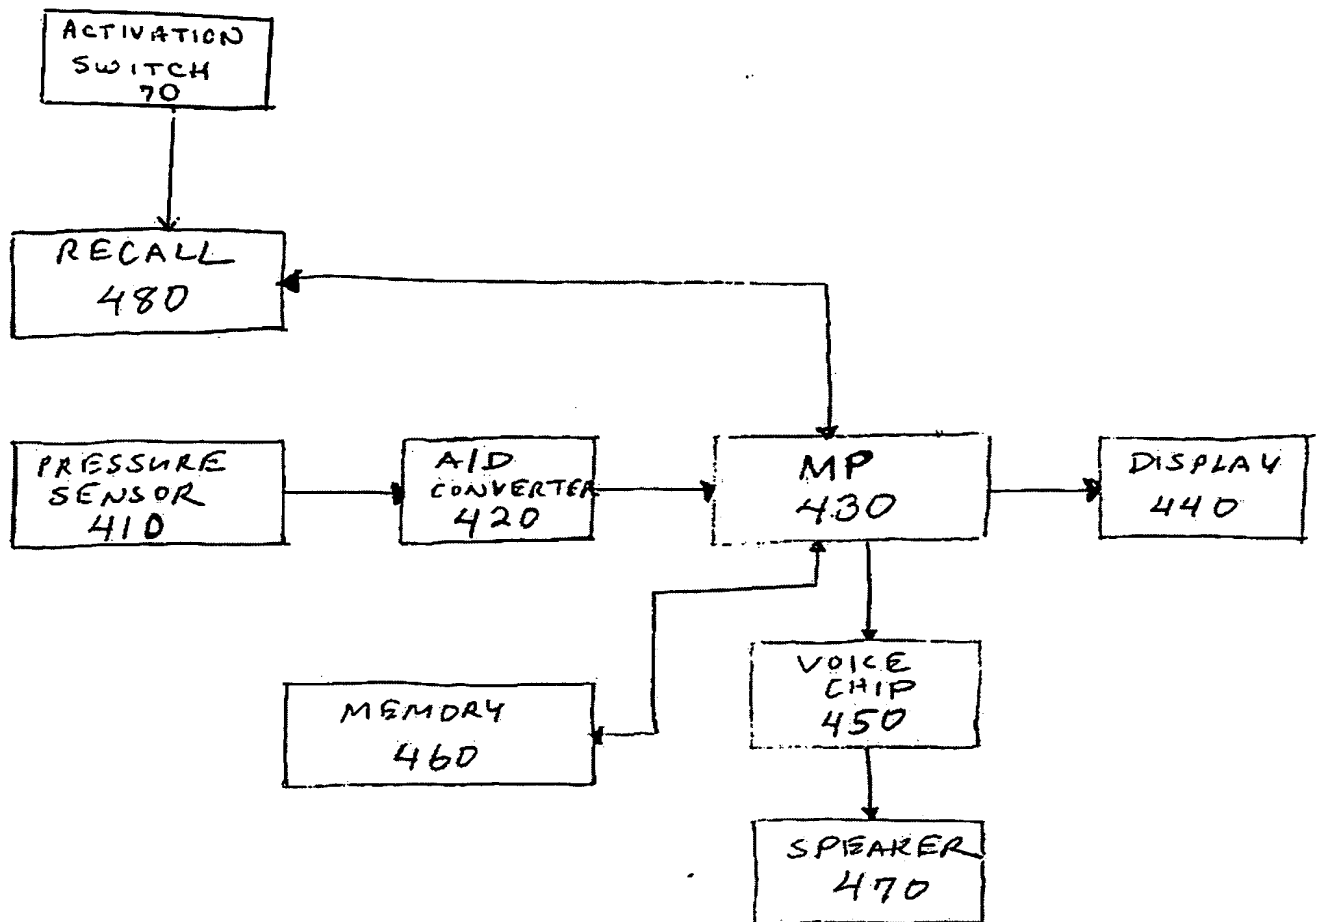 ACTIVATION
SWITCH
70
RECALL
480
PRESSURE
SENSOR
410
A/D
CONVERTER
420
MP
430
DISPLAY
440
MEMORY
460
VOICE
CHIP
450
SPEAKER
470